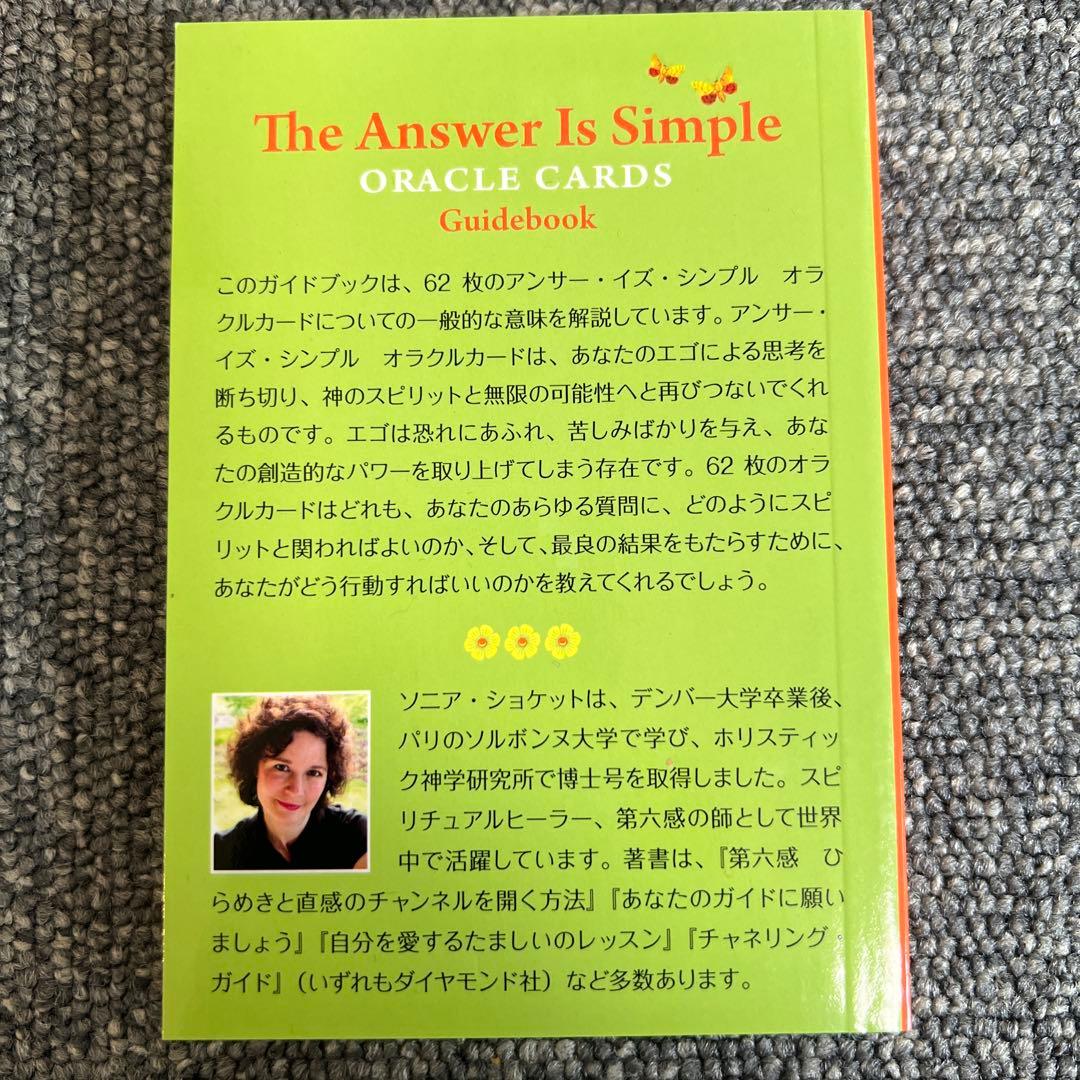 The Answer Is Simple
ORACLE CARDS
Guidebook
このガイドブックは、62 枚のアンサー・イズ・シンプル　オラ
クルカードについての一般的な意味を解説しています。アンサー・
イズ・シンプル　オラクルカードは、あなたのエゴによる思考を
断ち切り、神のスピリットと無限の可能性へと再びつないでくれ
るものです。エゴは恐れにあふれ、苦しみばかりを与え、あな
たの創造的なパワーを取り上げてしまう存在です。62 枚のオラ
クルカードはどれも、あなたのあらゆる質問に、どのようにスピ
リットと関わればよいのか、そして、最良の結果をもたらすために、
あなたがどう行動すればいいのかを教えてくれるでしょう。
ソニア・ショケットは、デンバー大学卒業後、
パリのソルボンヌ大学で学び、ホリスティッ
ク神学研究所で博士号を取得しました。スピ
リチュアルヒーラー、第六感の師として世界
中で活躍しています。著書は、『第六感　ひ
らめきと直感のチャンネルを開く方法』『あなたのガイドに願い
ましょう』『自分を愛するたましいのレッスン』『チャネリング・
ガイド』（いずれもダイヤモンド社）など多数あります。